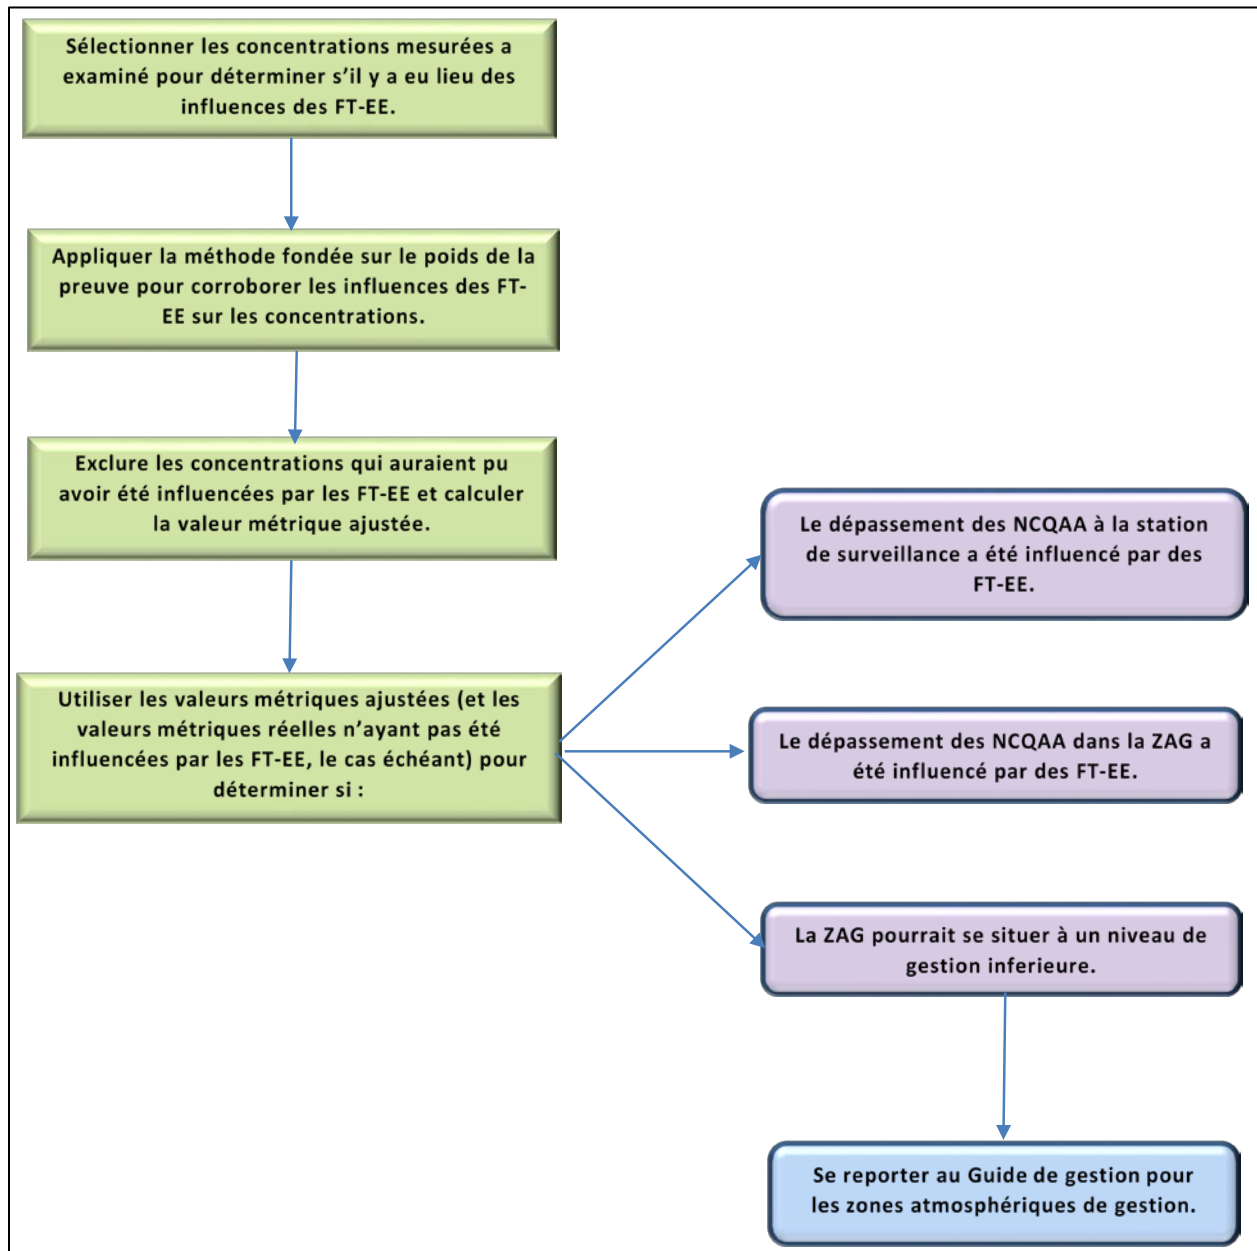 Sélectionner les concentrations mesurées a
examiné pour déterminer s'il y a eu lieu des
influences des FT-EE.
Appliquer la méthode fondée sur le poids de la
preuve pour corroborer les influences des FT-
EE sur les concentrations.
Exclure les concentrations qui auraient pu
avoir été influencées par les FT-EE et calculer
la valeur métrique ajustée.
Utiliser les valeurs métriques ajustées (et les
valeurs métriques réelles n'ayant pas été
influencées par les FT-EE, le cas échéant) pour
déterminer si :
Le dépassement des NCQAA à la station
de surveillance a été influencé par des
FT-EE.
Le dépassement des NCQAA dans la ZAG a
été influencé par des FT-EE.
La ZAG pourrait se situer à un niveau de
gestion inferieure.
Se reporter au Guide de gestion pour
les zones atmosphériques de gestion.